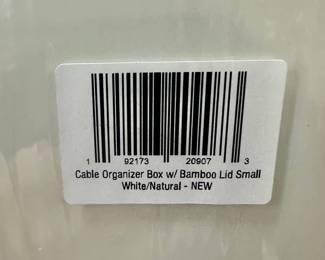 1 92173 20907 3
Cable Organizer Box w/ Bamboo Lid Small
White/Natural - NEW